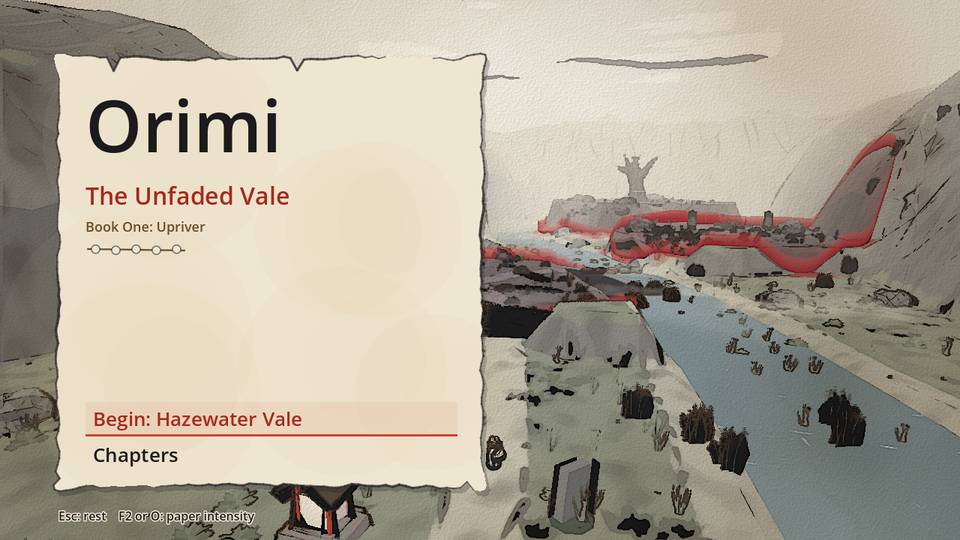 Orimi
The Unfaded Vale
Book One: Upriver
Begin: Hazewater Vale
Chapters
Esc: rest F2 or O: paper intensity